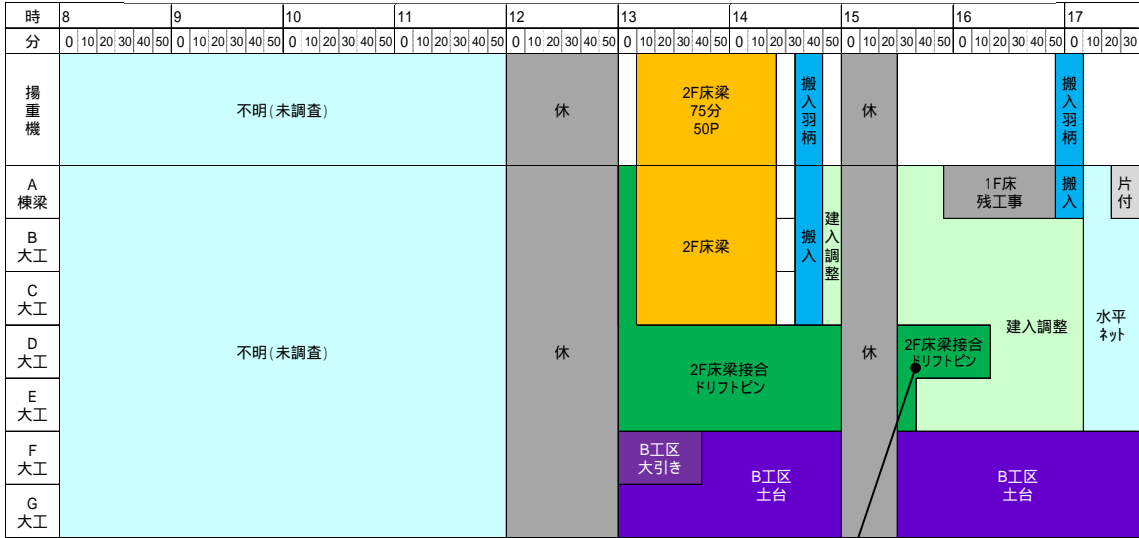 時 8 9 10 11 12 13 14 15 16 17
分 0 10 20 30 40 50 0 10 20 30 40 50 0 10 20 30 40 50 0 10 20 30 40 50 0 10 20 30 40 50 0 10 20 30 40 50 0 10 20 30 40 50 0 10 20 30 40 50 0 10 20 30 40 50 0 10 20 30
揚重機
不明(未調査)
休
2F床梁
75分
50P
搬入羽柄
休
搬入羽柄
A
棟梁
B
大工
C
大工
D
大工
E
大工
F
大工
G
大工
不明(未調査)
休
2F床梁
搬入
建入調整
2F床梁接合
ドリフトピン
B工区
大引き
B工区
土台
休
1F床
残工事
搬入
片付
2F床梁接合
ドリフトピン
建入調整
水平
ネット
B工区
土台